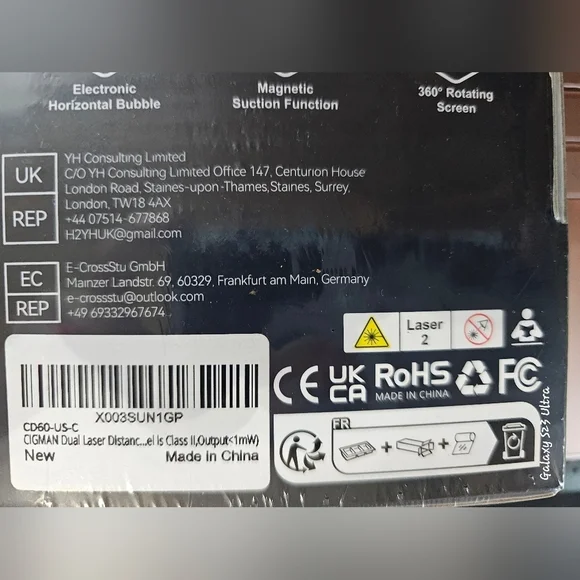 Electronic
Horizontal Bubble
Magnetic
Suction Function
360° Rotating
Screen
UK
REP
YH Consulting Limited
C/O YH Consulting Limited Office 147, Centurion House
London Road, Staines-upon-Thames,Staines, Surrey,
London, TW18 4AX
+44 07514-677868
H2YHUK@gmail.com
EC
REP
E-CrossStu GmbH
Mainzer Landstr. 69, 60329, Frankfurt am Main, Germany
e-crossstu@outlook.com
+49 69332967674
Laser
2
CE
UK
CA
RoHS
MADE IN CHINA
FC
X003SUN1GP
CD60-US-C
CIGMAN Dual Laser Distanc...el is Class II,Output<1mW)
New
Made in China
FR
+
+
Galaxy S23 Ultra